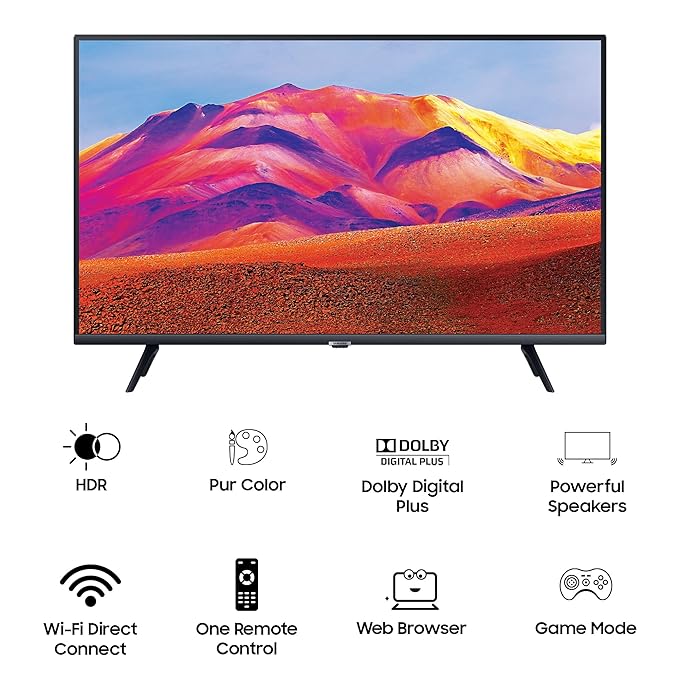 HDR
Pur Color
DOLBY
DIGITAL PLUS
Dolby Digital
Plus
Powerful
Speakers
Wi-Fi Direct
Connect
One Remote
Control
Web Browser
Game Mode